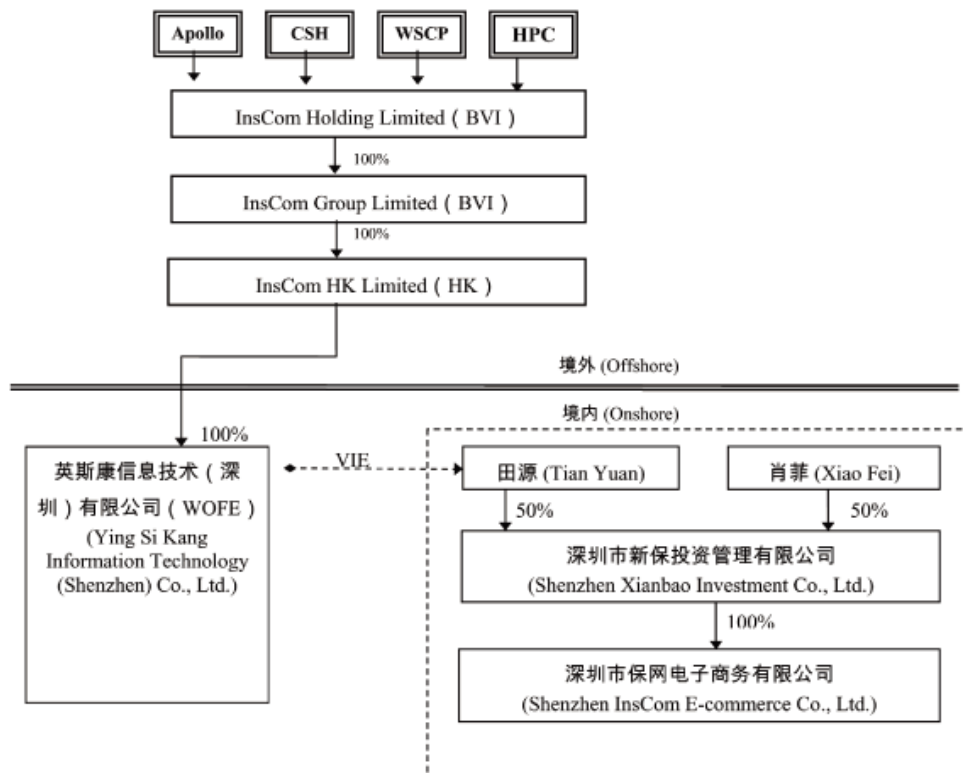 Apollo
CSH
WSCP
HPC
InsCom Holding Limited（BVI）
100%
InsCom Group Limited（BVI）
100%
InsCom HK Limited（HK）
境外 (Offshore)
境内 (Onshore)
100%
英斯康信息技术（深
圳）有限公司（WOFE）
(Ying Si Kang
Information Technology
(Shenzhen) Co., Ltd.)
VIE
田源 (Tian Yuan)
肖菲 (Xiao Fei)
50%
50%
深圳市新保投资管理有限公司
(Shenzhen Xianbao Investment Co., Ltd.)
100%
深圳市保网电子商务有限公司
(Shenzhen InsCom E-commerce Co., Ltd.)